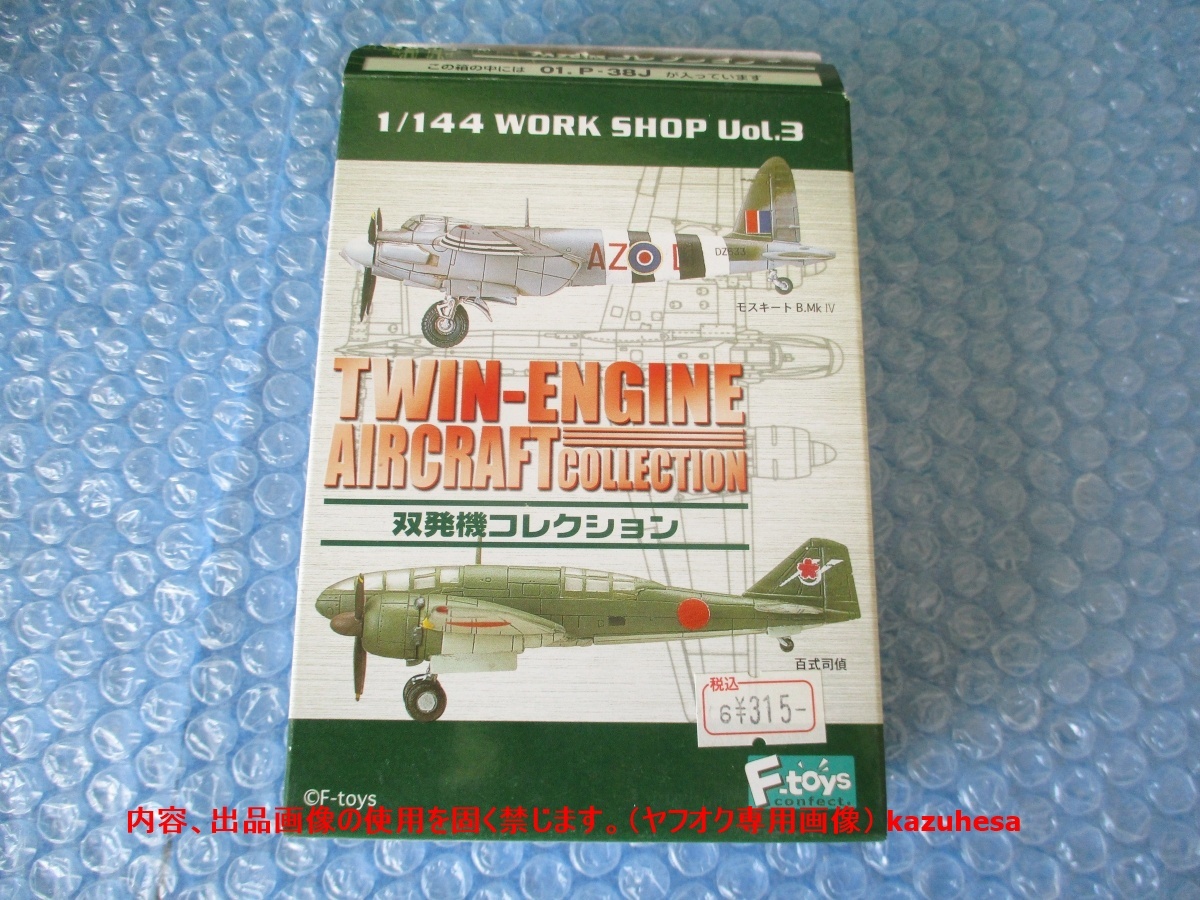 この箱の中には 01.P-38J が入っています
1/144 WORK SHOP Vol.3
AZ D
DZ633
モスキート B.Mk Ⅳ
TWIN-ENGINE
AIRCRAFT COLLECTION
双発機コレクション
百式司偵
税込
6¥315-
F-toys
confect.
©F-toys
内容、出品画像の使用を固く禁じます。（ヤフオク専用画像） kazuhesa